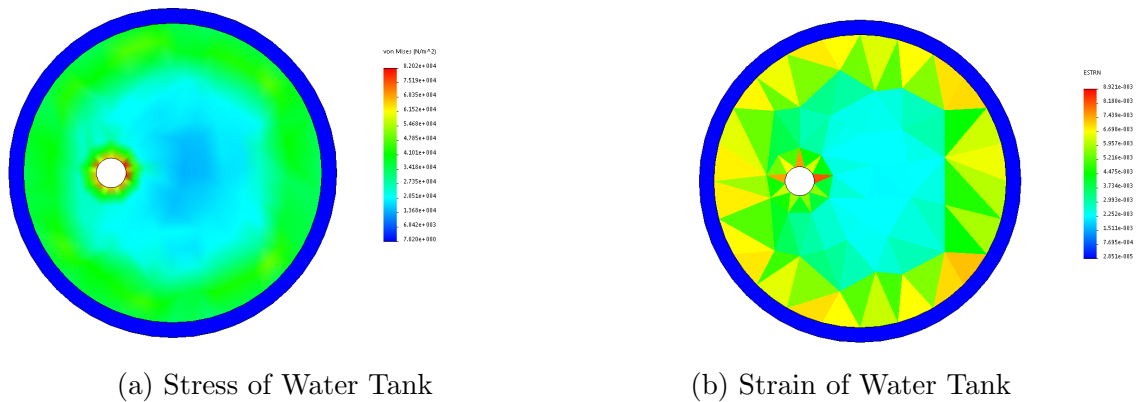 von Mises (N/m^2)
8.202e+004
7.519e+004
6.835e+004
6.152e+004
5.468e+004
4.785e+004
4.101e+004
3.418e+004
2.735e+004
2.051e+004
1.368e+004
6.842e+003
7.820e+000
ESTRN
8.921e-003
8.180e-003
7.439e-003
6.698e-003
5.957e-003
5.216e-003
4.475e-003
3.734e-003
2.993e-003
2.252e-003
1.511e-003
7.695e-004
2.851e-005
(a) Stress of Water Tank
(b) Strain of Water Tank